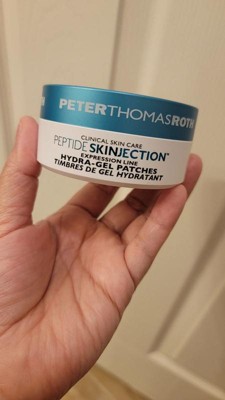 PETERTHOMASROTH
CLINICAL SKIN CARE
PEPTIDE SKINJECTION™
EXPRESSION LINE
HYDRA-GEL PATCHES
TIMBRES DE GEL HYDRATANT